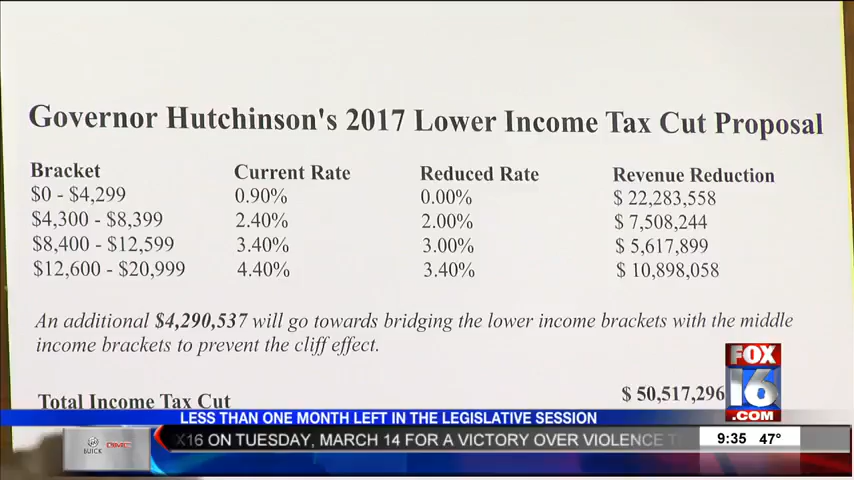 Governor Hutchinson's 2017 Lower Income Tax Cut Proposal
Bracket Current Rate Reduced Rate Revenue Reduction
$0 - $4,299 0.90% 0.00% $ 22,283,558
$4,300 - $8,399 2.40% 2.00% $ 7,508,244
$8,400 - $12,599 3.40% 3.00% $ 5,617,899
$12,600 - $20,999 4.40% 3.40% $ 10,898,058
An additional $4,290,537 will go towards bridging the lower income brackets with the middle
income brackets to prevent the cliff effect.
Total Income Tax Cut $ 50,517,296
FOX
16
.COM
LESS THAN ONE MONTH LEFT IN THE LEGISLATIVE SESSION
BUICK GMC X16 ON TUESDAY, MARCH 14 FOR A VICTORY OVER VIOLENCE T 9:35 47°